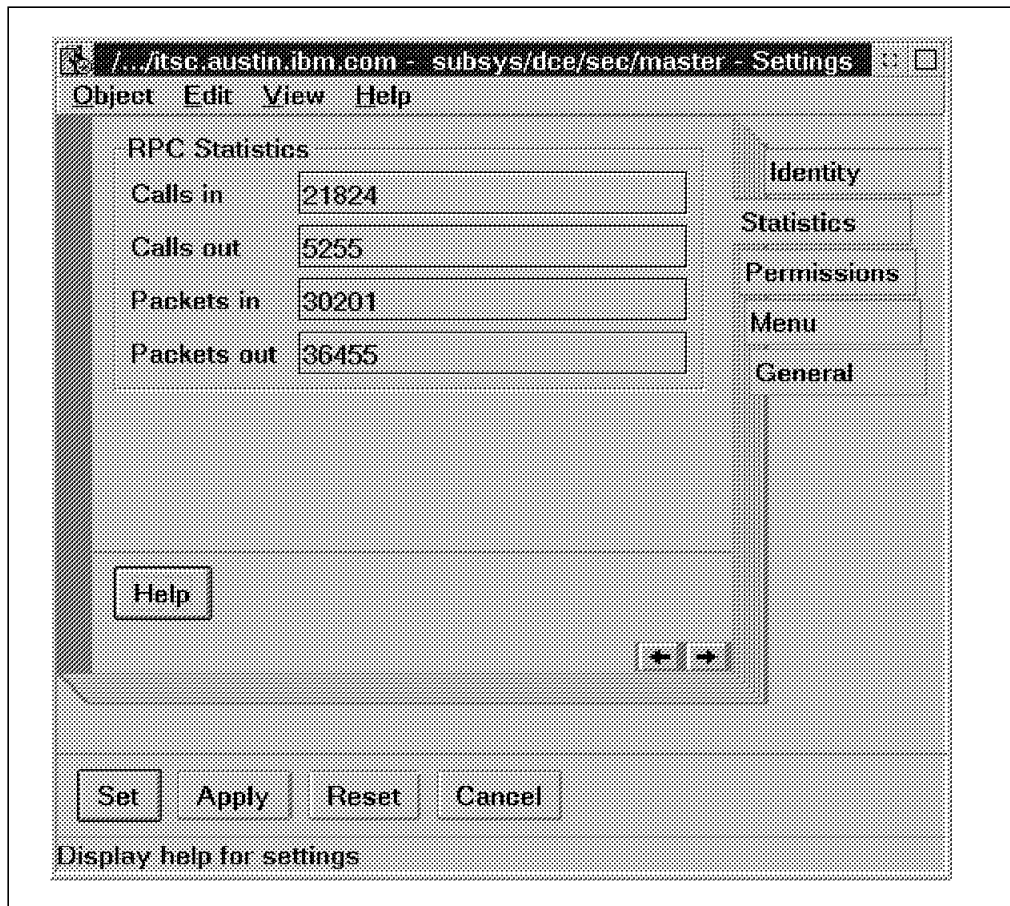 /.../itsc.austin.ibm.com - subsys/dce/sec/master - Settings
Object Edit View Help
RPC Statistics
Calls in 21824
Calls out 5255
Packets in 30201
Packets out 36455
Identity
Statistics
Permissions
Menu
General
Help
Set Apply Reset Cancel
Display help for settings